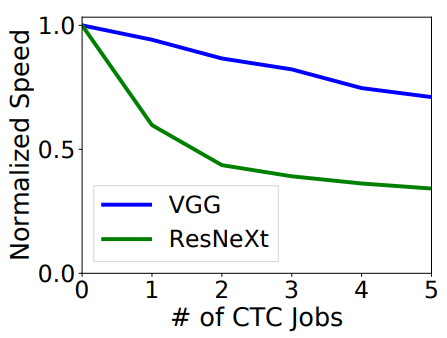 Normalized Speed
1.0
0.5
0.0
VGG
ResNeXt
0 1 2 3 4 5
# of CTC Jobs